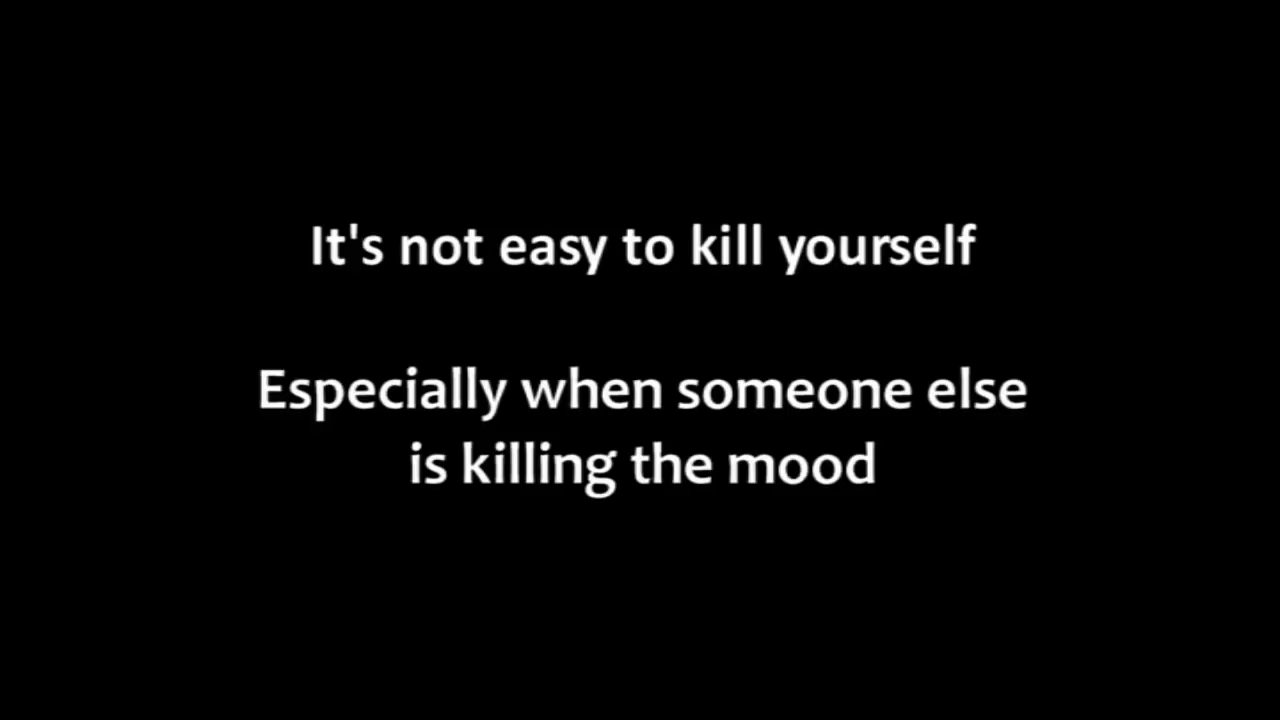 It's not easy to kill yourself
Especially when someone else
is killing the mood